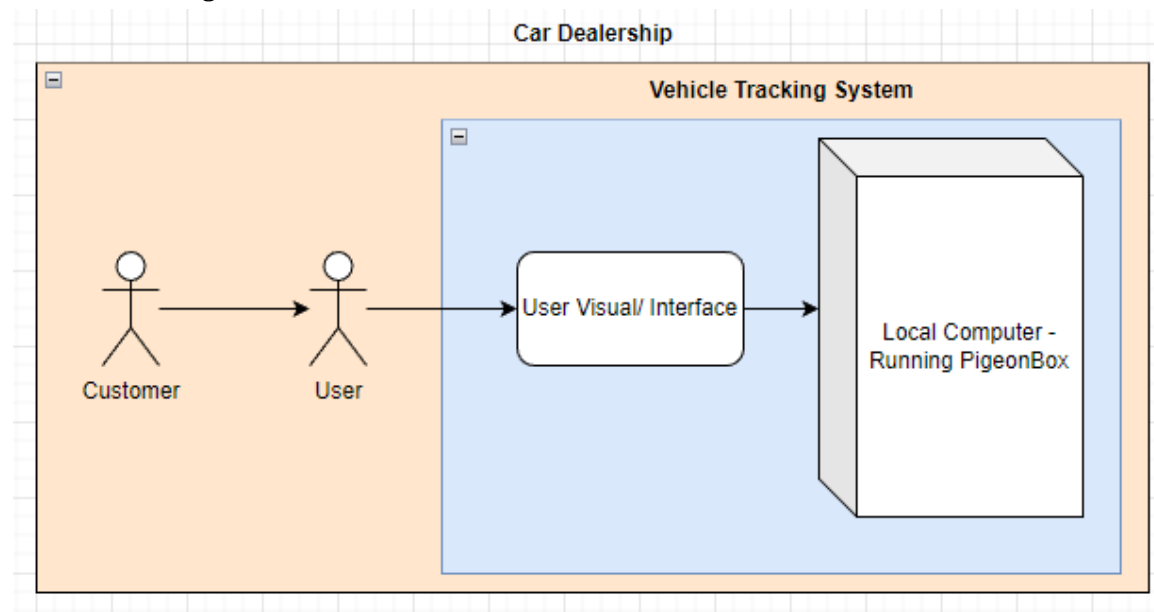 Car Dealership
Vehicle Tracking System
User Visual/ Interface
Local Computer -
Running PigeonBox
Customer
User